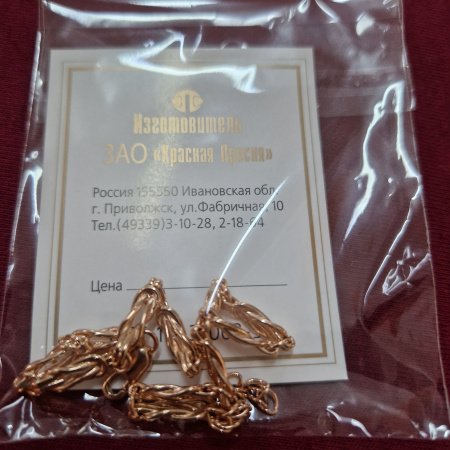 Изготовитель
ЗАО «Красная Пресня»
Россия 155550 Ивановская обл.
г. Приволжск, ул.Фабричная, 10
Тел.(49339)3-10-28, 2-18-64
Цена